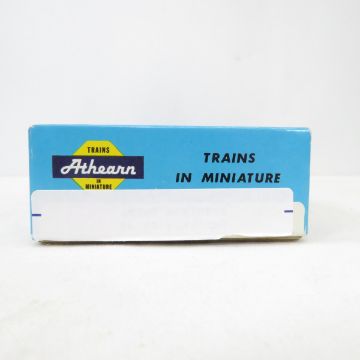 TRAINS
Athearn
IN
MINIATURE
TRAINS
IN MINIATURE